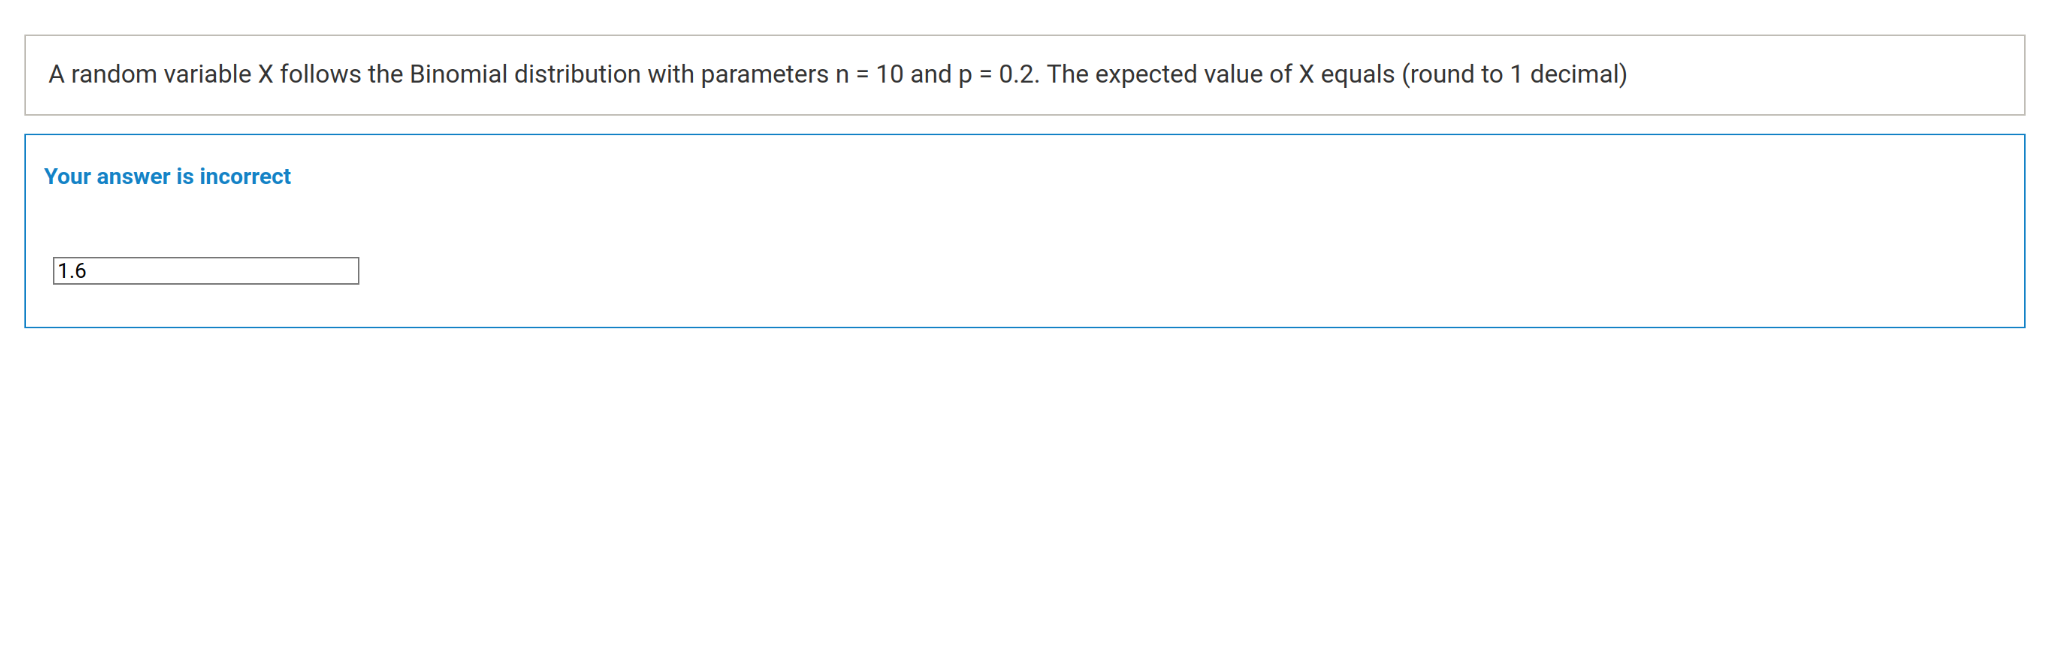 A random variable X follows the Binomial distribution with parameters n = 10 and p = 0.2. The expected value of X equals (round to 1 decimal)
Your answer is incorrect
1.6